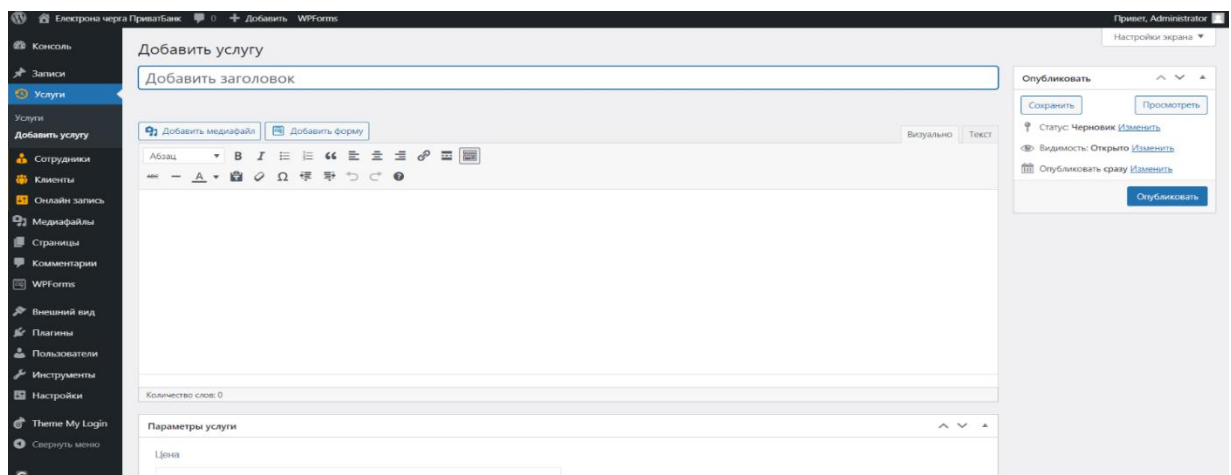 Електрона черга ПриватБанк 0 + Добавить WPForms Привет, Administrator
Настройки экрана ▼
Консоль
Записи
Услуги
Услуги
Добавить услугу
Сотрудники
Клиенты
Онлайн запись
Медиафайлы
Страницы
Комментарии
WPForms
Внешний вид
Плагины
Пользователи
Инструменты
Настройки
Theme My Login
Свернуть меню
Добавить услугу
Добавить заголовок
Добавить медиафайл Добавить форму Визуально Текст
Абзац B I
ABC A Ω
Количество слов: 0
Параметры услуги
Цена
Опубликовать
Сохранить Просмотреть
Статус: Черновик Изменить
Видимость: Открыто Изменить
Опубликовать сразу Изменить
Опубликовать